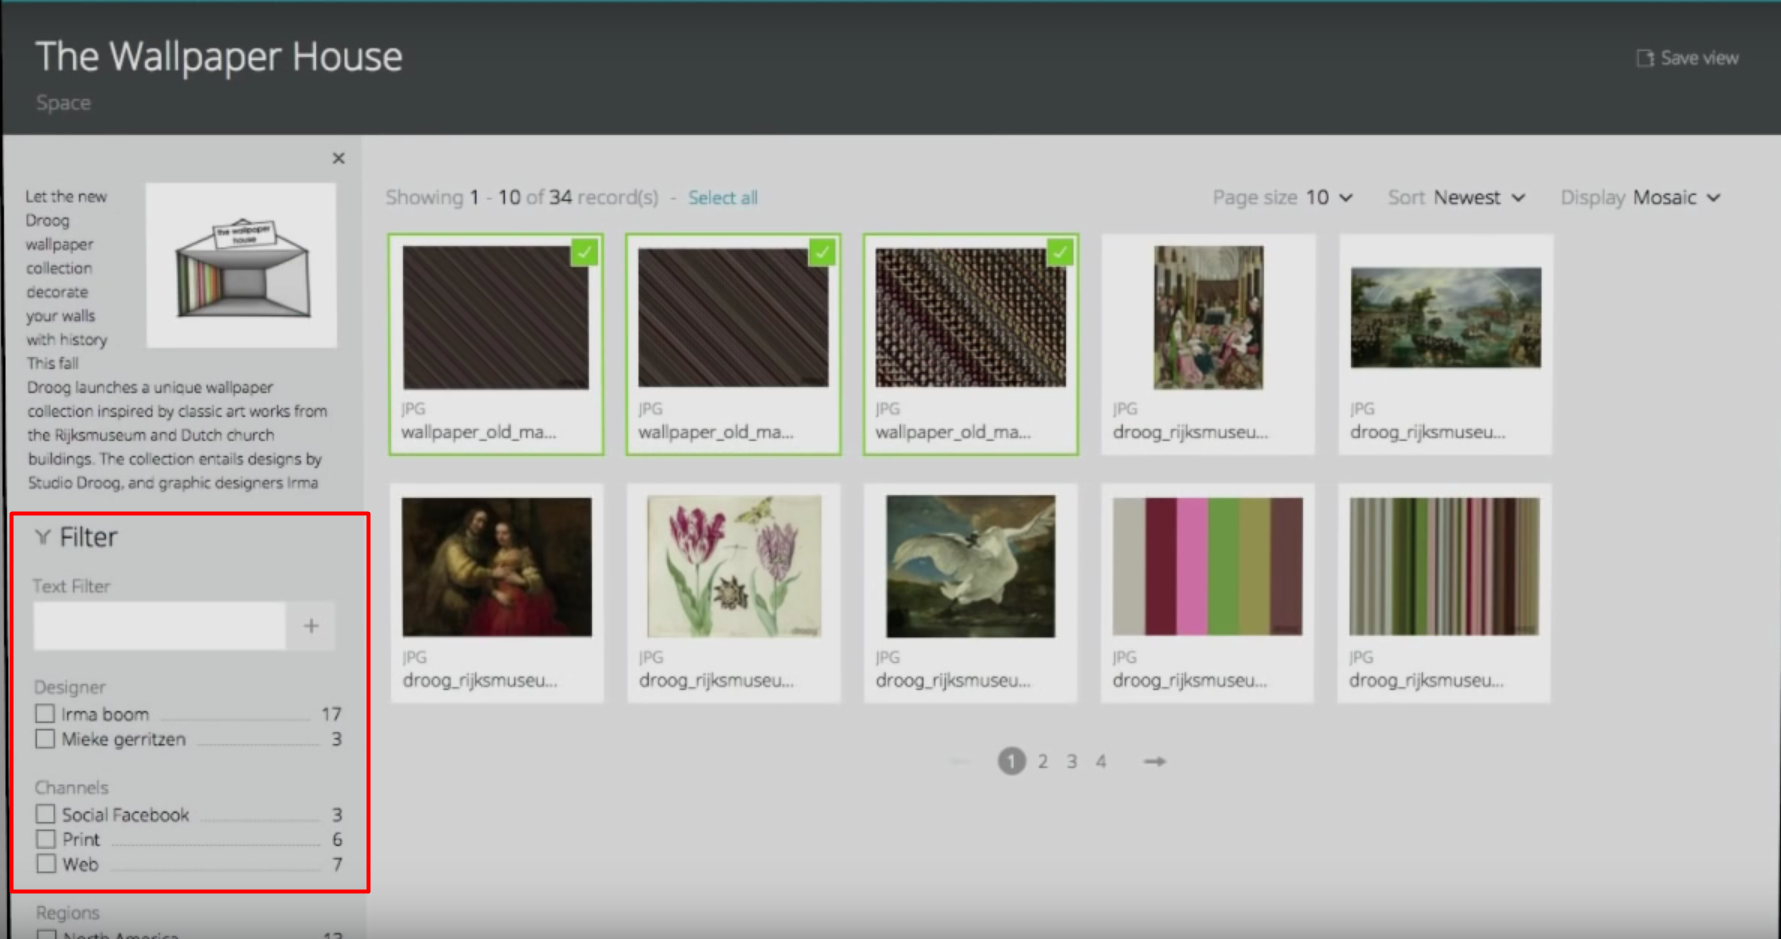 The Wallpaper House
Space
Save view
Let the new
Droog
wallpaper
collection
decorate
your walls
with history
This fall
Droog launches a unique wallpaper
collection inspired by classic art works from
the Rijksmuseum and Dutch church
buildings. The collection entails designs by
Studio Droog, and graphic designers Irma
the wallpaper
house
Filter
Text Filter
+
Designer
Irma boom 17
Mieke gerritzen 3
Channels
Social Facebook 3
Print 6
Web 7
Regions
North America 13
Showing 1 - 10 of 34 record(s) - Select all
Page size 10
Sort Newest
Display Mosaic
JPG
wallpaper_old_ma...
JPG
wallpaper_old_ma...
JPG
wallpaper_old_ma...
JPG
droog_rijksmuseu...
JPG
droog_rijksmuseu...
JPG
droog_rijksmuseu...
droog
JPG
droog_rijksmuseu...
JPG
droog_rijksmuseu...
JPG
droog_rijksmuseu...
JPG
droog_rijksmuseu...
1 2 3 4